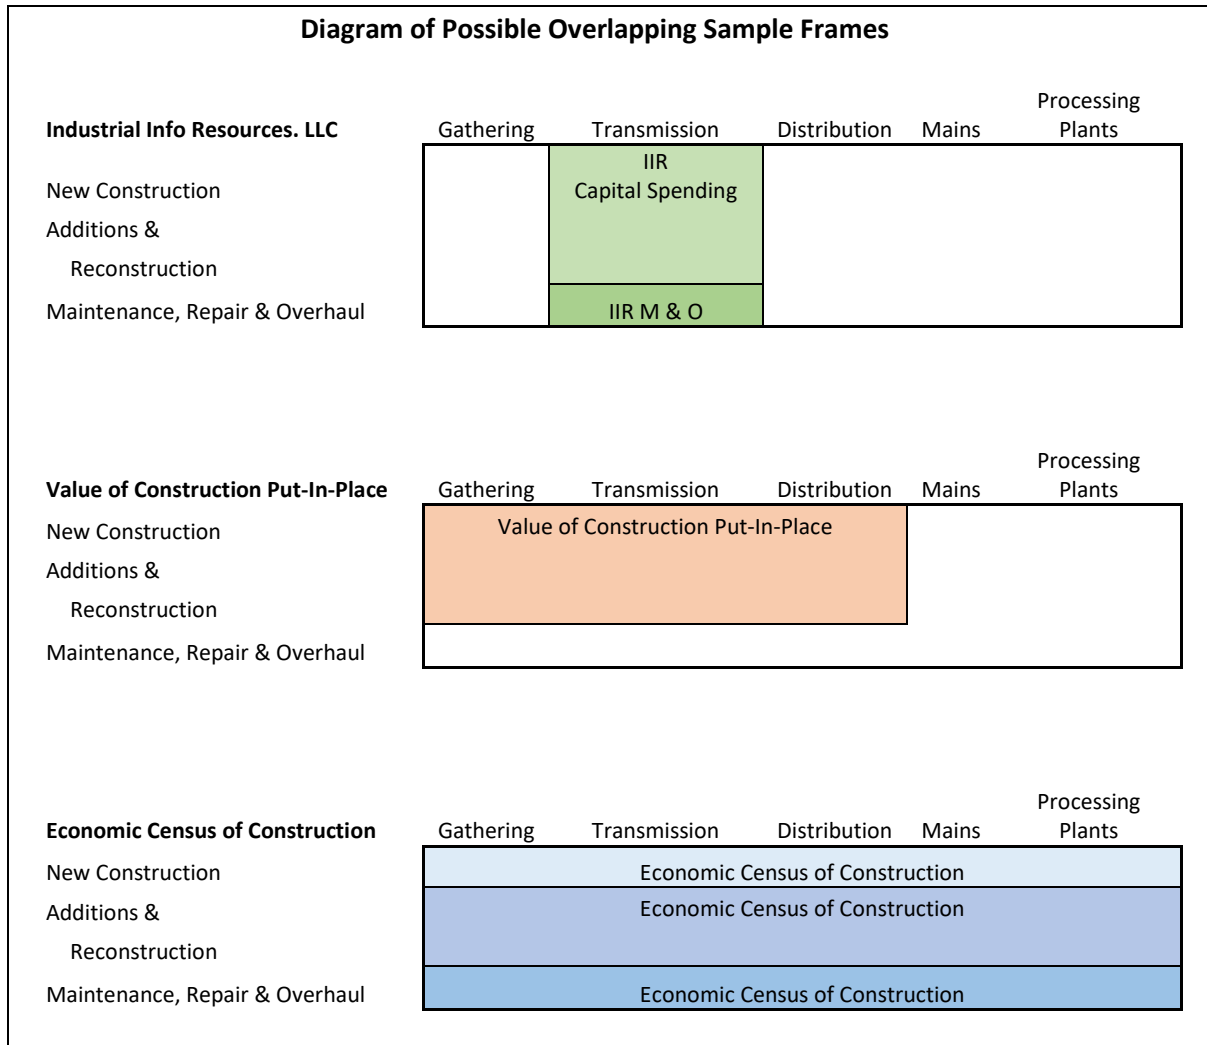 Diagram of Possible Overlapping Sample Frames
Processing
Industrial Info Resources. LLC Gathering Transmission Distribution Mains Plants
IIR
New Construction Capital Spending
Additions &
Reconstruction
Maintenance, Repair & Overhaul IIR M & O
Processing
Value of Construction Put-In-Place Gathering Transmission Distribution Mains Plants
New Construction Value of Construction Put-In-Place
Additions &
Reconstruction
Maintenance, Repair & Overhaul
Processing
Economic Census of Construction Gathering Transmission Distribution Mains Plants
New Construction Economic Census of Construction
Additions & Economic Census of Construction
Reconstruction
Maintenance, Repair & Overhaul Economic Census of Construction